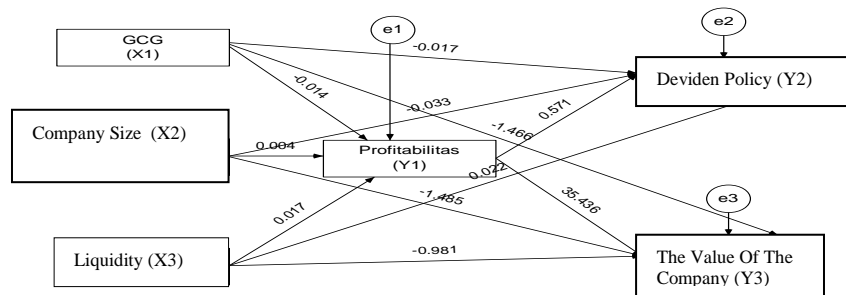 GCG
(X1)
e1
e2
-0.017
Deviden Policy (Y2)
-0.014
-0.033
0.571
Company Size (X2)
0.004
Profitabilitas
(Y1)
-1.466
0.022
0.017
-1.485
35.436
e3
Liquidity (X3)
-0.981
The Value Of The
Company (Y3)